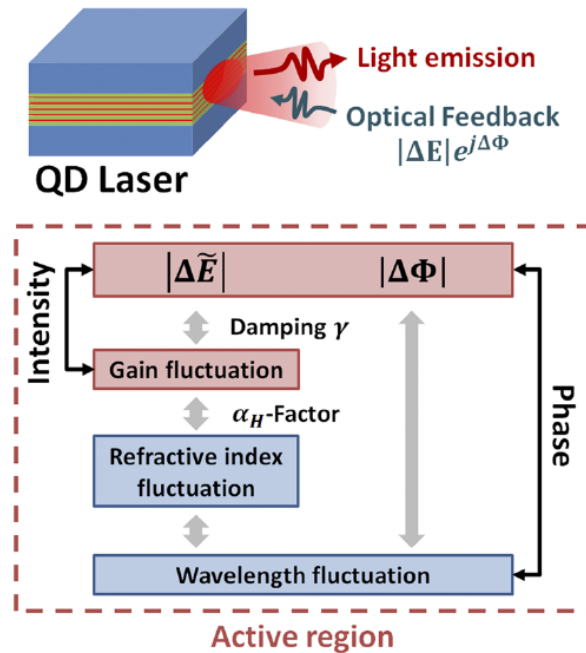 Light emission
Optical Feedback
|ΔE|e^{jΔΦ}
QD Laser
Intensity
|ΔẼ| |ΔΦ|
Damping γ
Gain fluctuation
α_H-Factor
Refractive index
fluctuation
Wavelength fluctuation
Phase
Active region